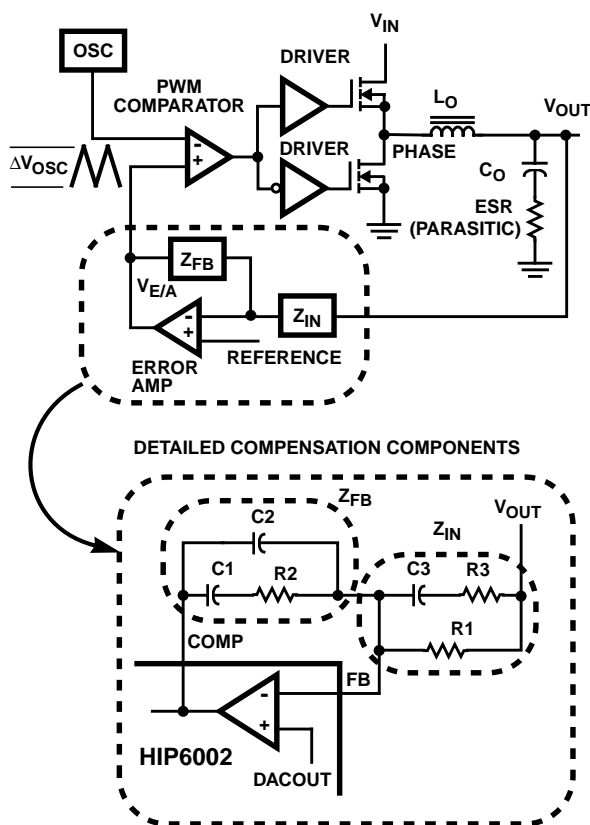 V_IN
OSC
DRIVER
PWM
COMPARATOR
L_O
V_OUT
ΔV_OSC
-
+
DRIVER
PHASE
C_O
ESR
(PARASITIC)
Z_FB
V_E/A
-
+
Z_IN
REFERENCE
ERROR
AMP
DETAILED COMPENSATION COMPONENTS
Z_FB
C2
Z_IN
V_OUT
C1
R2
C3
R3
R1
COMP
FB
-
+
HIP6002
DACOUT